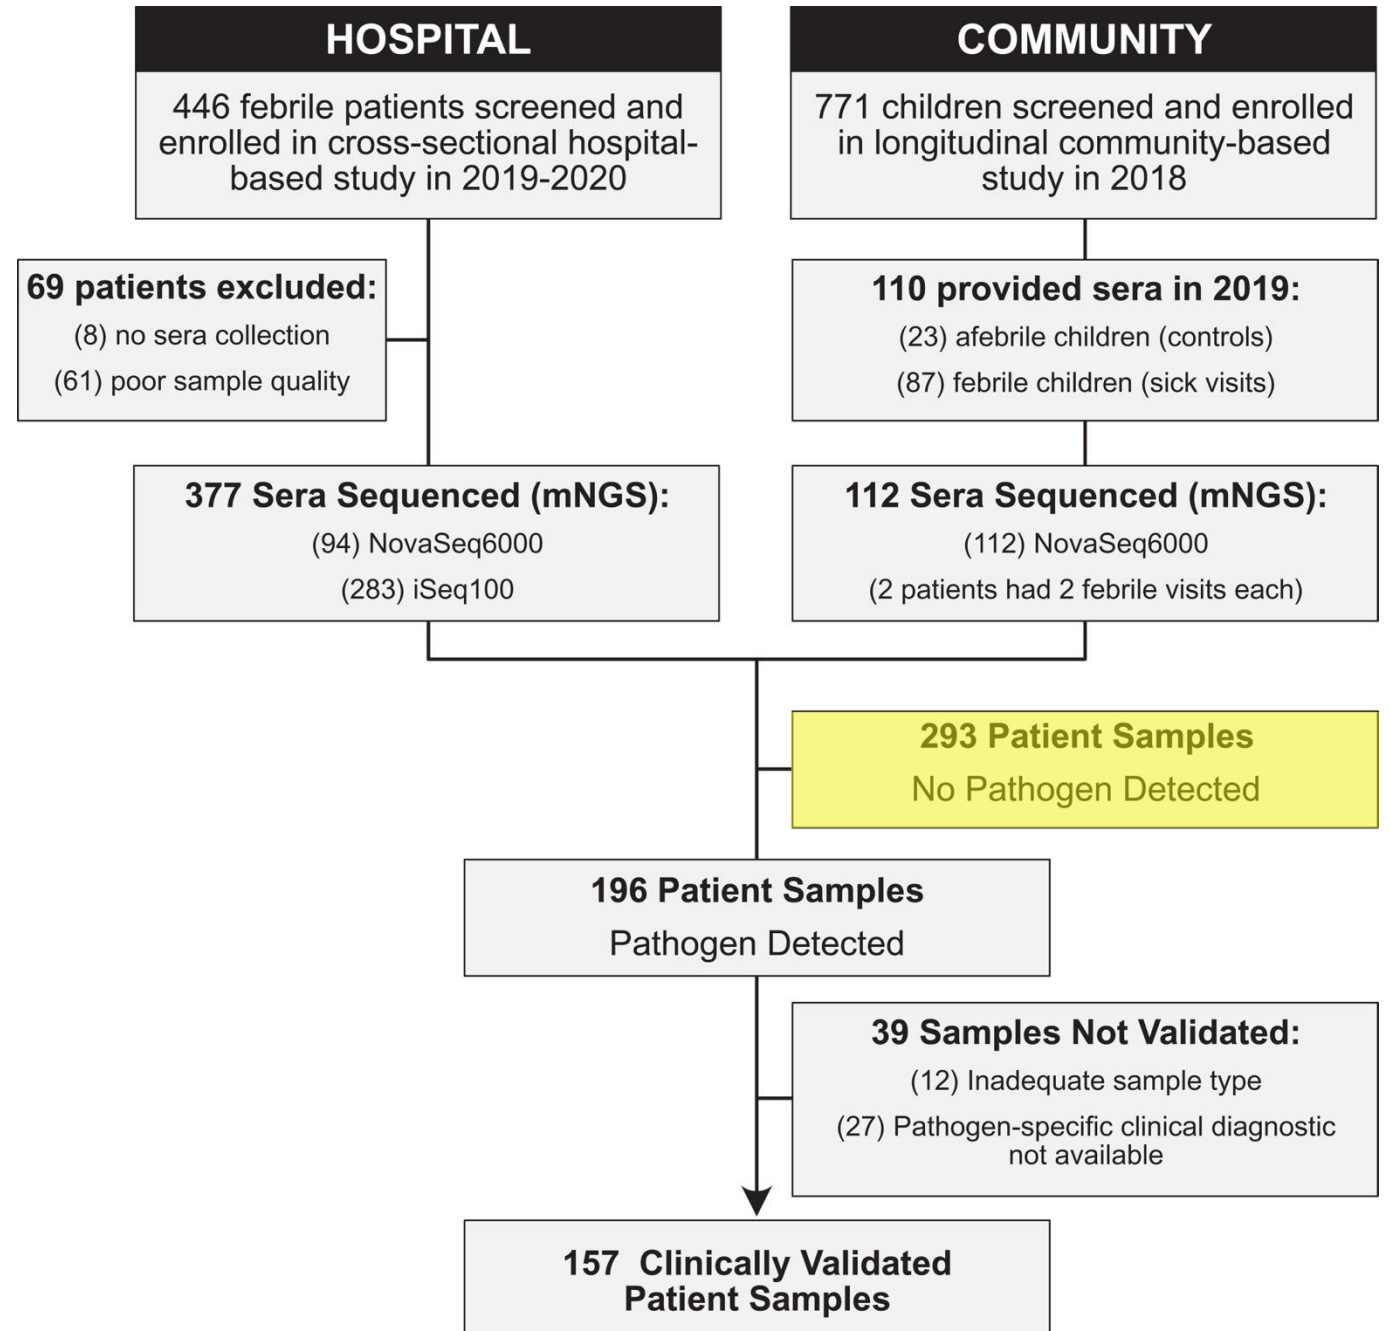 HOSPITAL
446 febrile patients screened and
enrolled in cross-sectional hospital-
based study in 2019-2020
COMMUNITY
771 children screened and enrolled
in longitudinal community-based
study in 2018
69 patients excluded:
(8) no sera collection
(61) poor sample quality
110 provided sera in 2019:
(23) afebrile children (controls)
(87) febrile children (sick visits)
377 Sera Sequenced (mNGS):
(94) NovaSeq6000
(283) iSeq100
112 Sera Sequenced (mNGS):
(112) NovaSeq6000
(2 patients had 2 febrile visits each)
293 Patient Samples
No Pathogen Detected
196 Patient Samples
Pathogen Detected
39 Samples Not Validated:
(12) Inadequate sample type
(27) Pathogen-specific clinical diagnostic
not available
157 Clinically Validated
Patient Samples